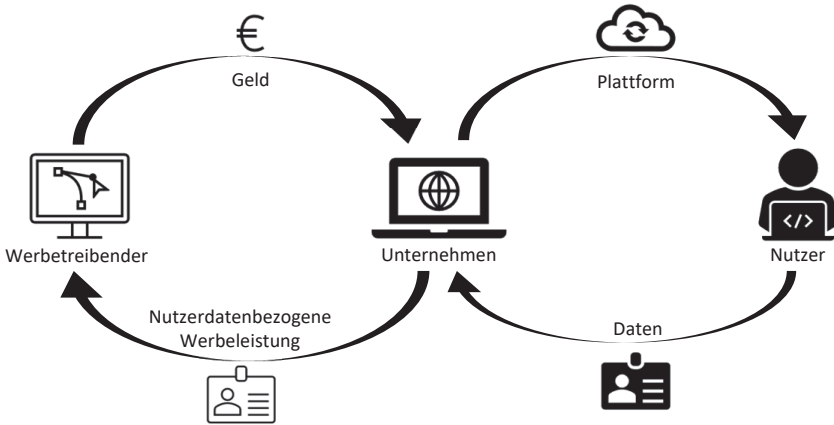 €
Geld
Plattform
</>
Werbetreibender
Unternehmen
Nutzer
Nutzerdatenbezogene
Werbeleistung
Daten